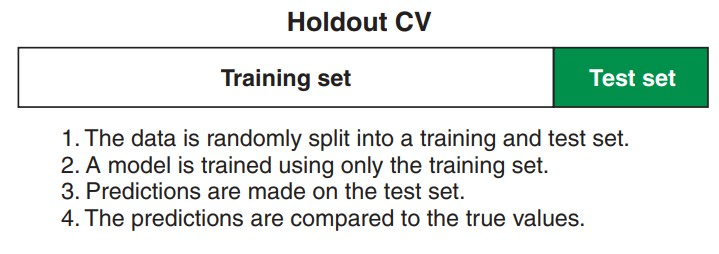 Holdout CV
Training set
Test set
1. The data is randomly split into a training and test set.
2. A model is trained using only the training set.
3. Predictions are made on the test set.
4. The predictions are compared to the true values.